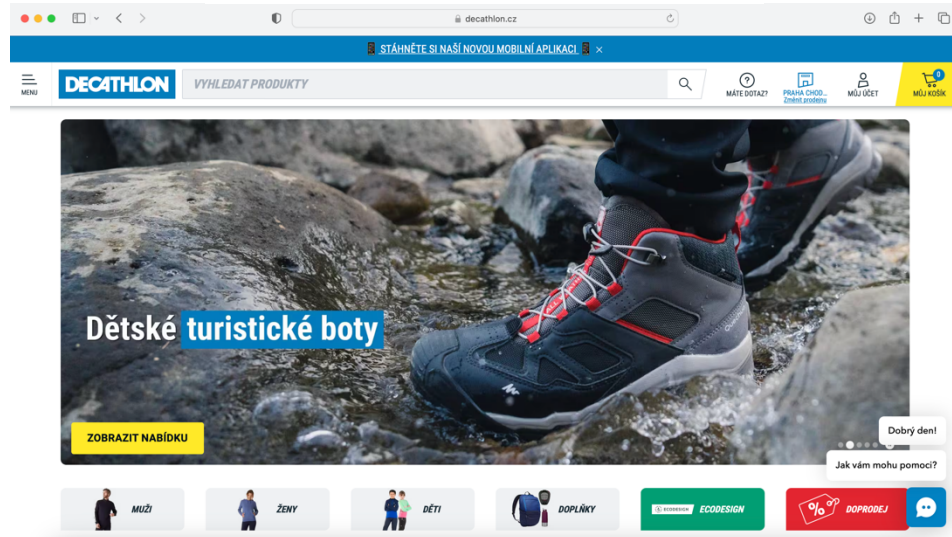 decathlon.cz
STÁHNĚTE SI NAŠÍ NOVOU MOBILNÍ APLIKACI ×
MENU
DECATHLON
VYHLEDAT PRODUKTY
MÁTE DOTAZ?
PRAHA CHOD...
Změnit prodejnu
MŮJ ÚČET
0
MŮJ KOŠÍK
Dětské turistické boty
ZOBRAZIT NABÍDKU
Dobrý den!
Jak vám mohu pomoci?
MUŽI
ŽENY
DĚTI
DOPLŇKY
ECODESIGN ECODESIGN
% DOPRODEJ